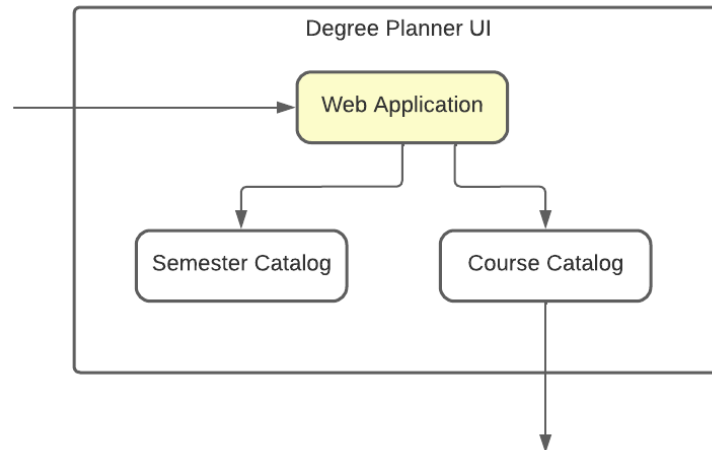 Degree Planner UI
Web Application
Semester Catalog
Course Catalog